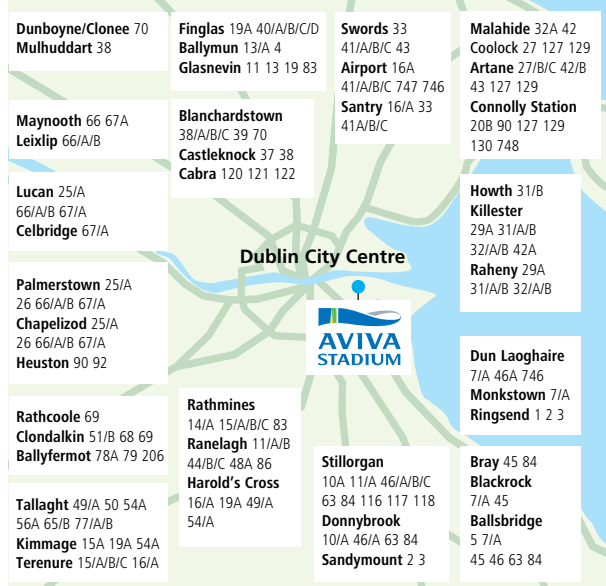 Dunboyne/Clonee 70
Mulhuddart 38
Finglas 19A 40/A/B/C/D
Ballymun 13/A 4
Glasnevin 11 13 19 83
Swords 33
41/A/B/C 43
Airport 16A
41/A/B/C 747 746
Santry 16/A 33
41A/B/C
Malahide 32A 42
Coolock 27 127 129
Artane 27/B/C 42/B
43 127 129
Connolly Station
20B 90 127 129
130 748
Maynooth 66 67A
Leixlip 66/A/B
Blanchardstown
38/A/B/C 39 70
Castleknock 37 38
Cabra 120 121 122
Lucan 25/A
66/A/B 67/A
Celbridge 67/A
Howth 31/B
Killester
29A 31/A/B
32/A/B 42A
Raheny 29A
31/A/B 32/A/B
Dublin City Centre
AVIVA
STADIUM
Palmerstown 25/A
26 66/A/B 67/A
Chapelizod 25/A
26 66/A/B 67/A
Heuston 90 92
Dun Laoghaire
7/A 46A 746
Monkstown 7/A
Ringsend 1 2 3
Rathcoole 69
Clondalkin 51/B 68 69
Ballyfermot 78A 79 206
Rathmines
14/A 15/A/B/C 83
Ranelagh 11/A/B
44/B/C 48A 86
Harold's Cross
16/A 19A 49/A
54/A
Stillorgan
10A 11/A 46/A/B/C
63 84 116 117 118
Donnybrook
10/A 46/A 63 84
Sandymount 2 3
Bray 45 84
Blackrock
7/A 45
Ballsbridge
5 7/A
45 46 63 84
Tallaght 49/A 50 54A
56A 65/B 77/A/B
Kimmage 15A 19A 54A
Terenure 15/A/B/C 16/A